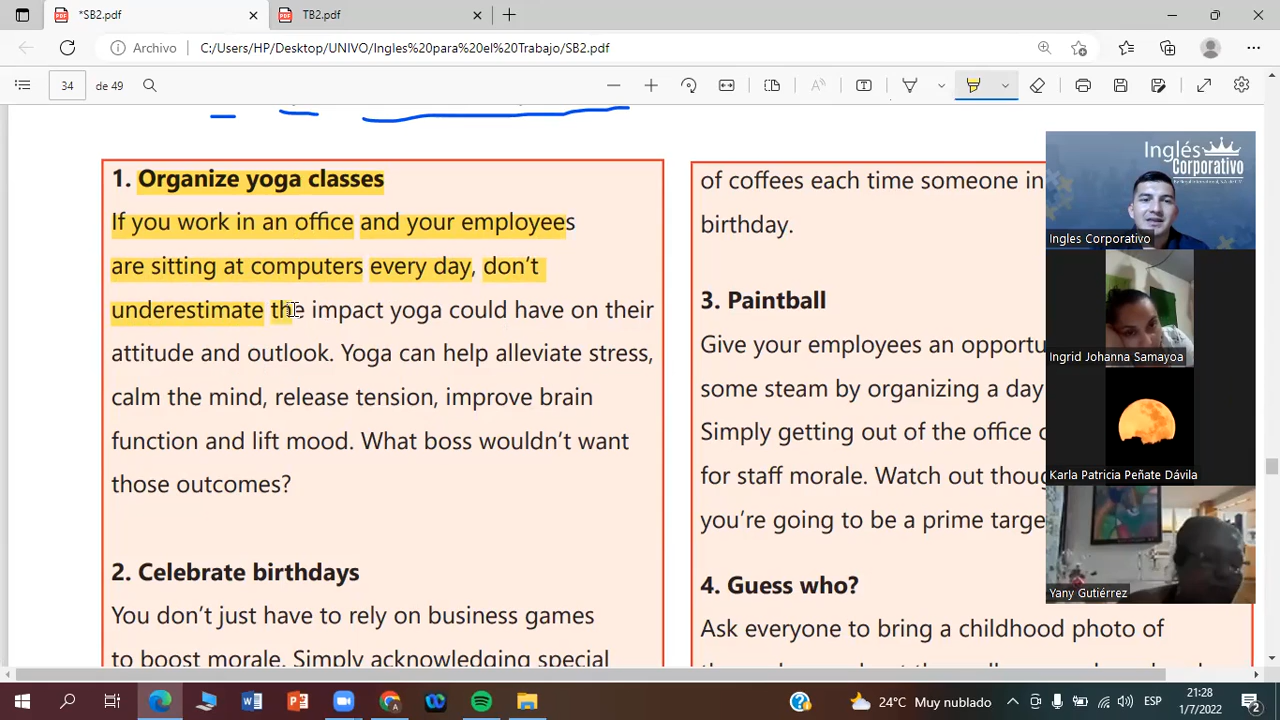 *SB2.pdf
TB2.pdf
Archivo
C:/Users/HP/Desktop/UNIVO/Ingles%20para%20el%20Trabajo/SB2.pdf
34
de 49
1. Organize yoga classes
If you work in an office and your employees
are sitting at computers every day, don't
underestimate the impact yoga could have on their
attitude and outlook. Yoga can help alleviate stress,
calm the mind, release tension, improve brain
function and lift mood. What boss wouldn't want
those outcomes?
2. Celebrate birthdays
You don't just have to rely on business games
to boost morale. Simply acknowledging special
of coffees each time someone in
birthday.
3. Paintball
Give your employees an opportu
some steam by organizing a day
Simply getting out of the office
for staff morale. Watch out thoug
you're going to be a prime targe
4. Guess who?
Ask everyone to bring a childhood photo of
Inglés
Corporativo
Ingles Corporativo
Ingrid Johanna Samayoa
Karla Patricia Peñate Dávila
Yany Gutiérrez
24°C Muy nublado
ESP
21:28
1/7/2022
2